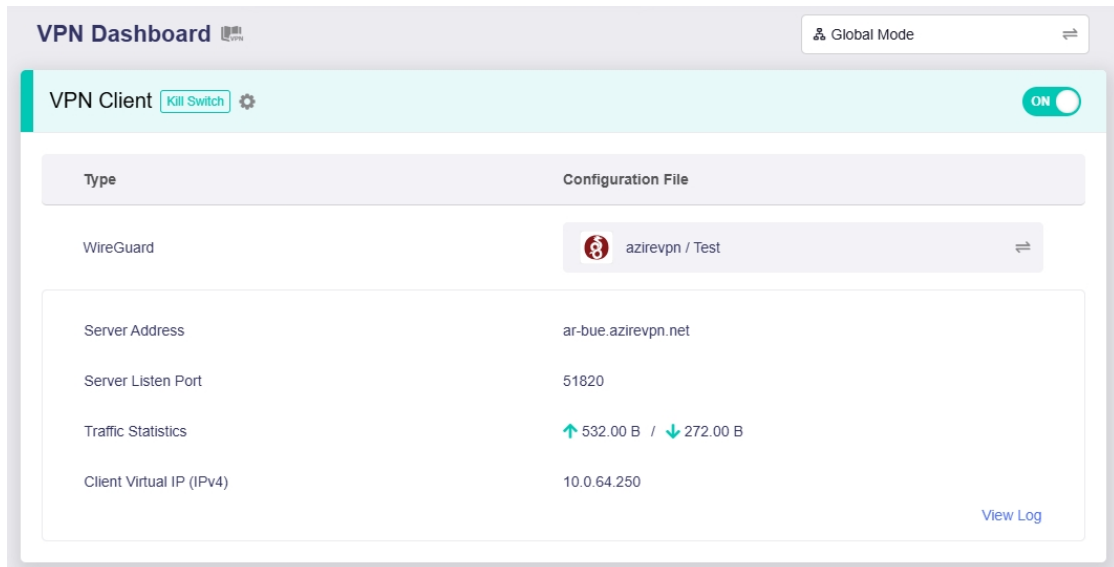 VPN Dashboard
Global Mode
VPN Client Kill Switch
ON
Type Configuration File
WireGuard azirevpn / Test
Server Address ar-bue.azirevpn.net
Server Listen Port 51820
Traffic Statistics ↑ 532.00 B / ↓ 272.00 B
Client Virtual IP (IPv4) 10.0.64.250
View Log